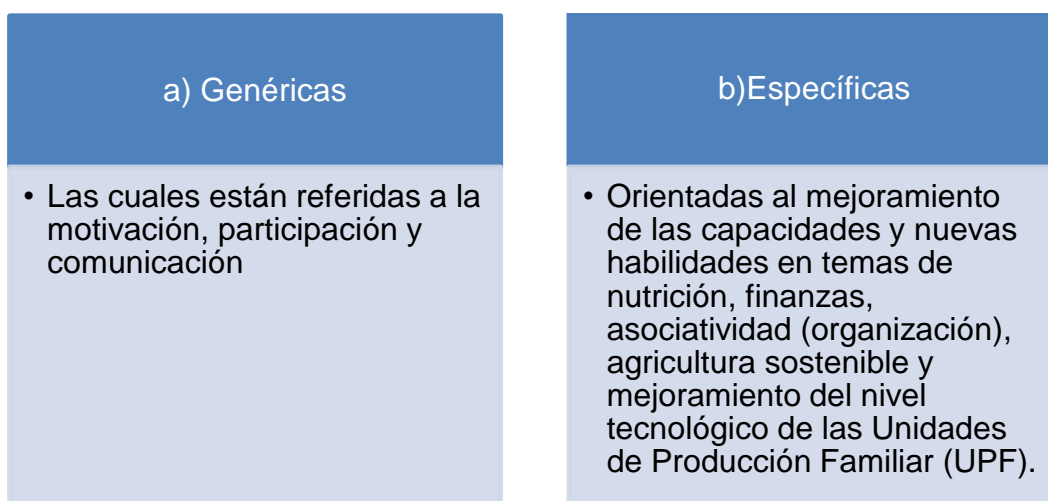 a) Genéricas
• Las cuales están referidas a la
motivación, participación y
comunicación
b)Específicas
• Orientadas al mejoramiento
de las capacidades y nuevas
habilidades en temas de
nutrición, finanzas,
asociatividad (organización),
agricultura sostenible y
mejoramiento del nivel
tecnológico de las Unidades
de Producción Familiar (UPF).